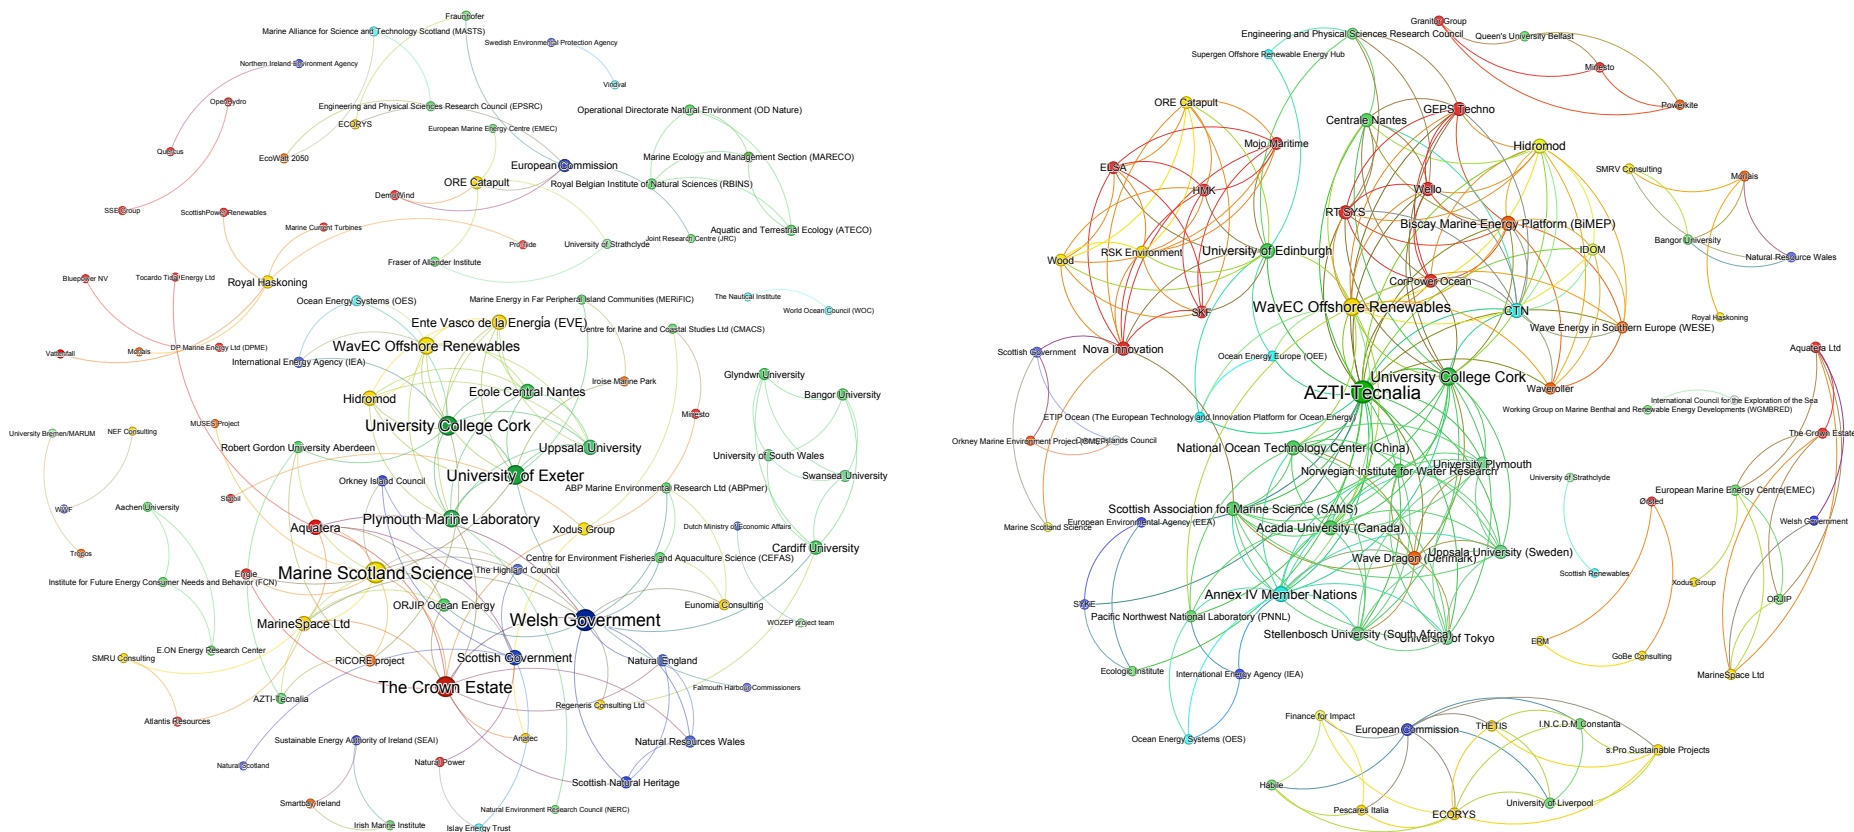 Fraunhofer
Marine Alliance for Science and Technology Scotland (MASTS)
Swedish Environmental Protection Agency
Northern Ireland Environment Agency
Vindval
Openhydro
Engineering and Physical Sciences Research Council (EPSRC)
Operational Directorate Natural Environment (OD Nature)
ECORYS
European Marine Energy Centre (EMEC)
Qualcus
EcoWatt 2050
European Commission
Marine Ecology and Management Section (MARECO)
ORE Catapult
Royal Belgian Institute of Natural Sciences (RBINS)
DemoWind
SSE Group
ScottishPower Renewables
Marine Current Turbines
Aquatic and Terrestrial Ecology (ATECO)
Joint Research Centre (JRC)
University of Strathclyde
Fraser of Allander Institute
Bluepower NV
Tocardo Tidal Energy Ltd
Royal Haskoning
Ocean Energy Systems (OES)
Marine Energy in Far Peripheral Island Communities (MERiFIC)
The Nautical Institute
World Ocean Council (WOC)
Ente Vasco de la Energía (EVE)
Centre for Marine and Coastal Studies Ltd (CMACS)
Vattenfall
Morlais
DP Marine Energy Ltd (DPME)
WavEC Offshore Renewables
International Energy Agency (IEA)
Glyndwr University
Iroise Marine Park
Ecole Central Nantes
Bangor University
Hidromod
Minesto
MUSES Project
University College Cork
University Bremen/MARUM
NEF Consulting
Robert Gordon University Aberdeen
Uppsala University
University of South Wales
Swansea University
University of Exeter
Orkney Island Council
ABP Marine Environmental Research Ltd (ABPmer)
Statoil
WWF
Aachen University
Plymouth Marine Laboratory
Aquatera
Xodus Group
Dutch Ministry of Economic Affairs
Cardiff University
Tropos
Centre for Environment Fisheries and Aquaculture Science (CEFAS)
The Highland Council
Marine Scotland Science
Engie
Institute for Future Energy Consumer Needs and Behavior (FCN)
ORJIP Ocean Energy
Eunomia Consulting
MarineSpace Ltd
Welsh Government
WOZEP project team
E.ON Energy Research Center
SMRU Consulting
RiCORE project
Scottish Government
Natural England
The Crown Estate
Falmouth Harbour Commissioners
AZTI-Tecnalia
Regeneris Consulting Ltd
Atlantis Resources
Sustainable Energy Authority of Ireland (SEAI)
Anatec
Natural Resources Wales
Natural Scotland
Natural Power
Scottish Natural Heritage
Smartbay Ireland
Natural Environment Research Council (NERC)
Irish Marine Institute
Islay Energy Trust
Granitor Group
Engineering and Physical Sciences Research Council
Queen's University Belfast
Supergen Offshore Renewable Energy Hub
Minesto
ORE Catapult
GEPS Techno
Powerkite
Centrale Nantes
Mojo Maritime
Hidromod
ELSA
SMRV Consulting
Morlais
HMK
Wello
RTSYS
Biscay Marine Energy Platform (BiMEP)
Bangor University
Wood
RSK Environment
University of Edinburgh
IDOM
Natural Resource Wales
CorPower Ocean
WavEC Offshore Renewables
SKF
CTN
Royal Haskoning
Wave Energy in Southern Europe (WESE)
Nova Innovation
Scottish Government
Ocean Energy Europe (OEE)
Aquatera Ltd
University College Cork
Waveroller
AZTI-Tecnalia
International Council for the Exploration of the Sea
Working Group on Marine Benthal and Renewable Energy Developments (WGMBRED)
ETIP Ocean (The European Technology and Innovation Platform for Ocean Energy)
The Crown Estate
National Ocean Technology Center (China)
Norwegian Institute for Water Research
University Plymouth
University of Strathclyde
European Marine Energy Centre(EMEC)
Ørsted
Scottish Association for Marine Science (SAMS)
Marine Scotland Science
European Environmental Agency (EEA)
Acadia University (Canada)
Welsh Government
Wave Dragon (Denmark)
Uppsala University (Sweden)
Scottish Renewables
Xodus Group
Annex IV Member Nations
SYKE
ORJIP
Pacific Northwest National Laboratory (PNNL)
Stellenbosch University (South Africa)
University of Tokyo
ERM
GoBe Consulting
Ecologic Institute
International Energy Agency (IEA)
MarineSpace Ltd
Finance for Impact
European Commission
THETIS
I.N.C.D.M Constanta
Ocean Energy Systems (OES)
s.Pro Sustainable Projects
Habile
Pescares Italia
ECORYS
University of Liverpool